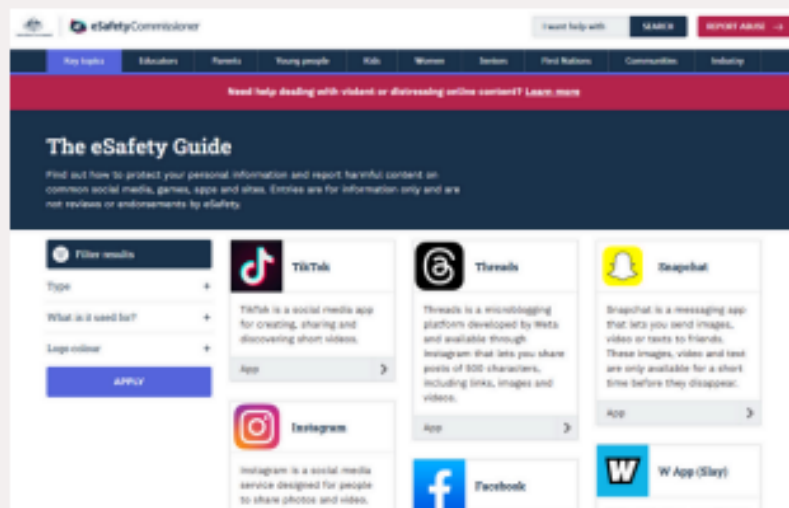 eSafetyCommissioner
I want help with
SEARCH
REPORT ABUSE →
Key topics
Educators
Parents
Young people
Kids
Women
Seniors
First Nations
Communities
Industry
Need help dealing with violent or distressing online content? Learn more
The eSafety Guide
Find out how to protect your personal information and report harmful content on
common social media, games, apps and sites. Entries are for information only and are
not reviews or endorsements by eSafety.
Filter results
Type +
What is it used for? +
Logo colour +
APPLY
TikTok
TikTok is a social media app
for creating, sharing and
discovering short videos.
App
Threads
Threads is a microblogging
platform developed by Meta
and available through
Instagram that lets you share
posts of 500 characters,
including links, images and
videos.
App
Snapchat
Snapchat is a messaging app
that lets you send images,
video or texts to friends.
These images, video and text
are only available for a short
time before they disappear.
App
Instagram
Instagram is a social media
service designed for people
to share photos and video.
Facebook
W
W App (Slay)